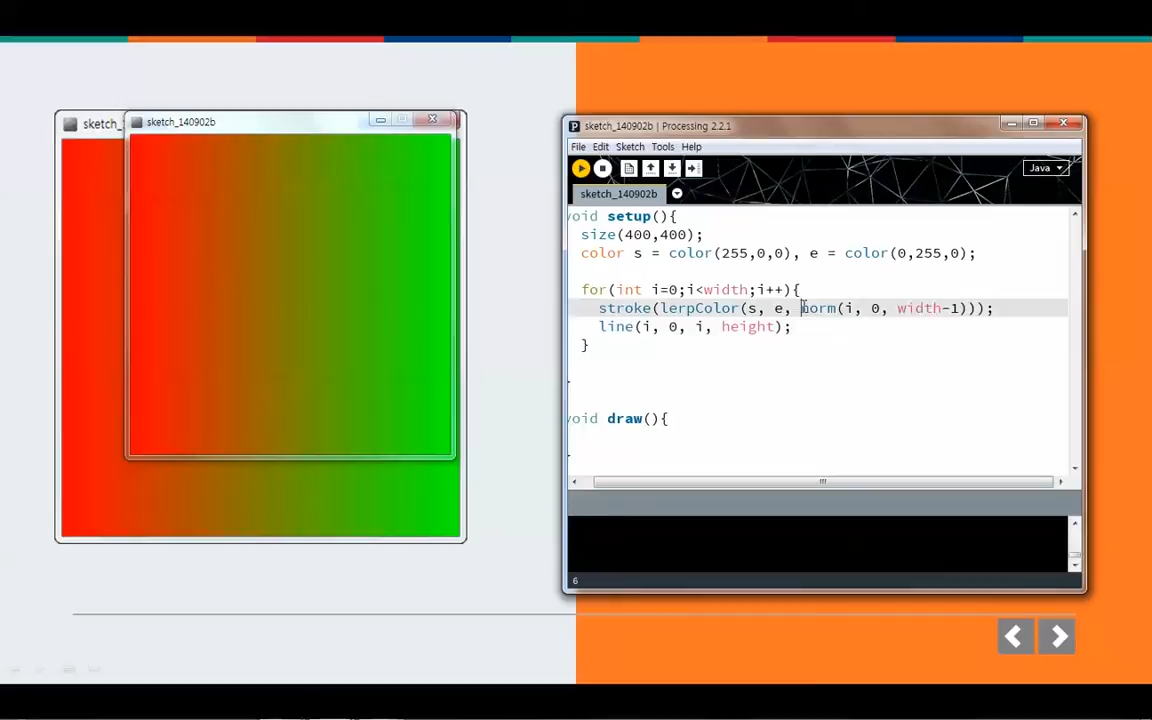 sketch_
sketch_140902b
sketch_140902b | Processing 2.2.1
File Edit Sketch Tools Help
Java
sketch_140902b
void setup(){
size(400,400);
color s = color(255,0,0), e = color(0,255,0);
for(int i=0;i<width;i++){
stroke(lerpColor(s, e, norm(i, 0, width-1)));
line(i, 0, i, height);
}
void draw(){
6